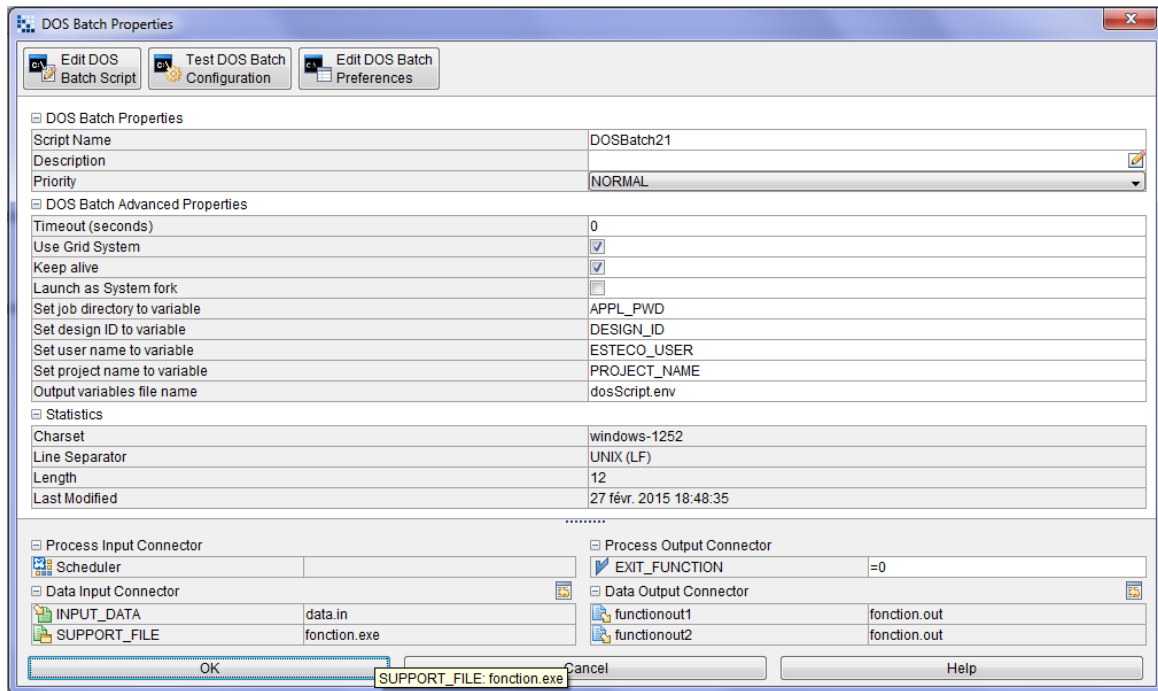 DOS Batch Properties
Edit DOS Batch Script
Test DOS Batch Configuration
Edit DOS Batch Preferences
DOS Batch Properties
Script Name DOSBatch21
Description
Priority NORMAL
DOS Batch Advanced Properties
Timeout (seconds) 0
Use Grid System
Keep alive
Launch as System fork
Set job directory to variable APPL_PWD
Set design ID to variable DESIGN_ID
Set user name to variable ESTECO_USER
Set project name to variable PROJECT_NAME
Output variables file name dosScript.env
Statistics
Charset windows-1252
Line Separator UNIX (LF)
Length 12
Last Modified 27 févr. 2015 18:48:35
Process Input Connector
Scheduler
Data Input Connector
INPUT_DATA data.in
SUPPORT_FILE fonction.exe
Process Output Connector
EXIT_FUNCTION =0
Data Output Connector
functionout1 fonction.out
functionout2 fonction.out
OK
Cancel
Help
SUPPORT_FILE: fonction.exe